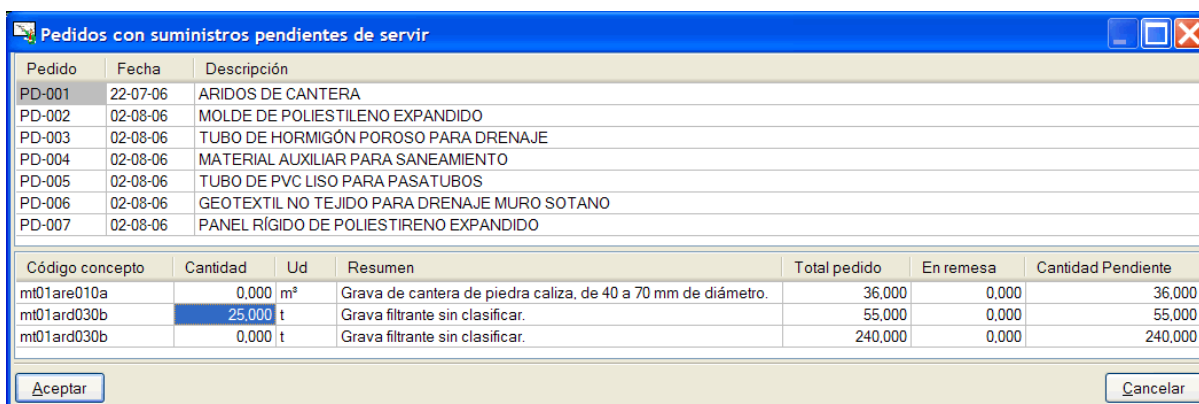 Pedidos con suministros pendientes de servir
Pedido Fecha Descripción
PD-001 22-07-06 ARIDOS DE CANTERA
PD-002 02-08-06 MOLDE DE POLIESTILENO EXPANDIDO
PD-003 02-08-06 TUBO DE HORMIGÓN POROSO PARA DRENAJE
PD-004 02-08-06 MATERIAL AUXILIAR PARA SANEAMIENTO
PD-005 02-08-06 TUBO DE PVC LISO PARA PASATUBOS
PD-006 02-08-06 GEOTEXTIL NO TEJIDO PARA DRENAJE MURO SOTANO
PD-007 02-08-06 PANEL RÍGIDO DE POLIESTIRENO EXPANDIDO
Código concepto Cantidad Ud Resumen Total pedido En remesa Cantidad Pendiente
mt01are010a 0,000 m³ Grava de cantera de piedra caliza, de 40 a 70 mm de diámetro. 36,000 0,000 36,000
mt01ard030b 25,000 t Grava filtrante sin clasificar. 55,000 0,000 55,000
mt01ard030b 0,000 t Grava filtrante sin clasificar. 240,000 0,000 240,000
Aceptar Cancelar